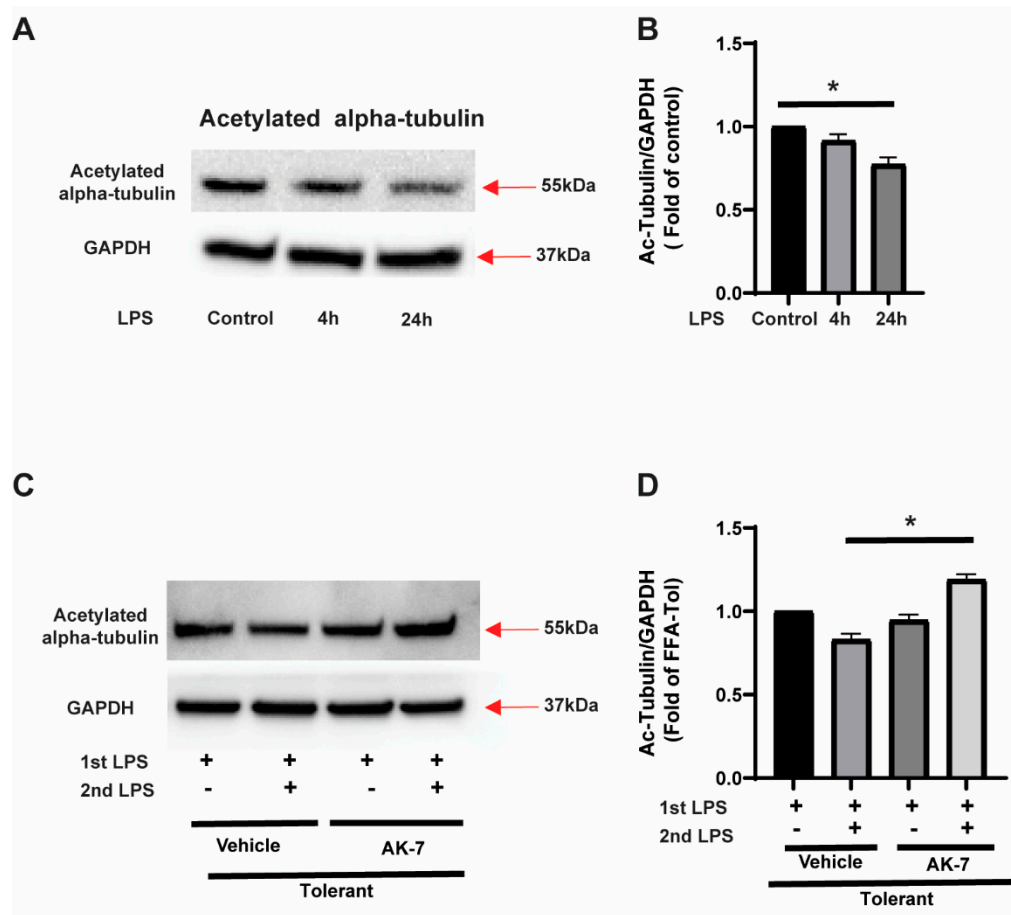 A
Acetylated alpha-tubulin
Acetylated
alpha-tubulin
55kDa
GAPDH
37kDa
LPS Control 4h 24h
B
Ac-Tubulin/GAPDH
( Fold of control)
1.5
1.0
0.5
0.0
*
LPS Control 4h 24h
C
Acetylated
alpha-tubulin
55kDa
GAPDH
37kDa
1st LPS + + + +
2nd LPS - + - +
Vehicle AK-7
Tolerant
D
Ac-Tubulin/GAPDH
(Fold of FFA-Tol)
1.5
1.0
0.5
0.0
*
1st LPS + + + +
2nd LPS - + - +
Vehicle AK-7
Tolerant